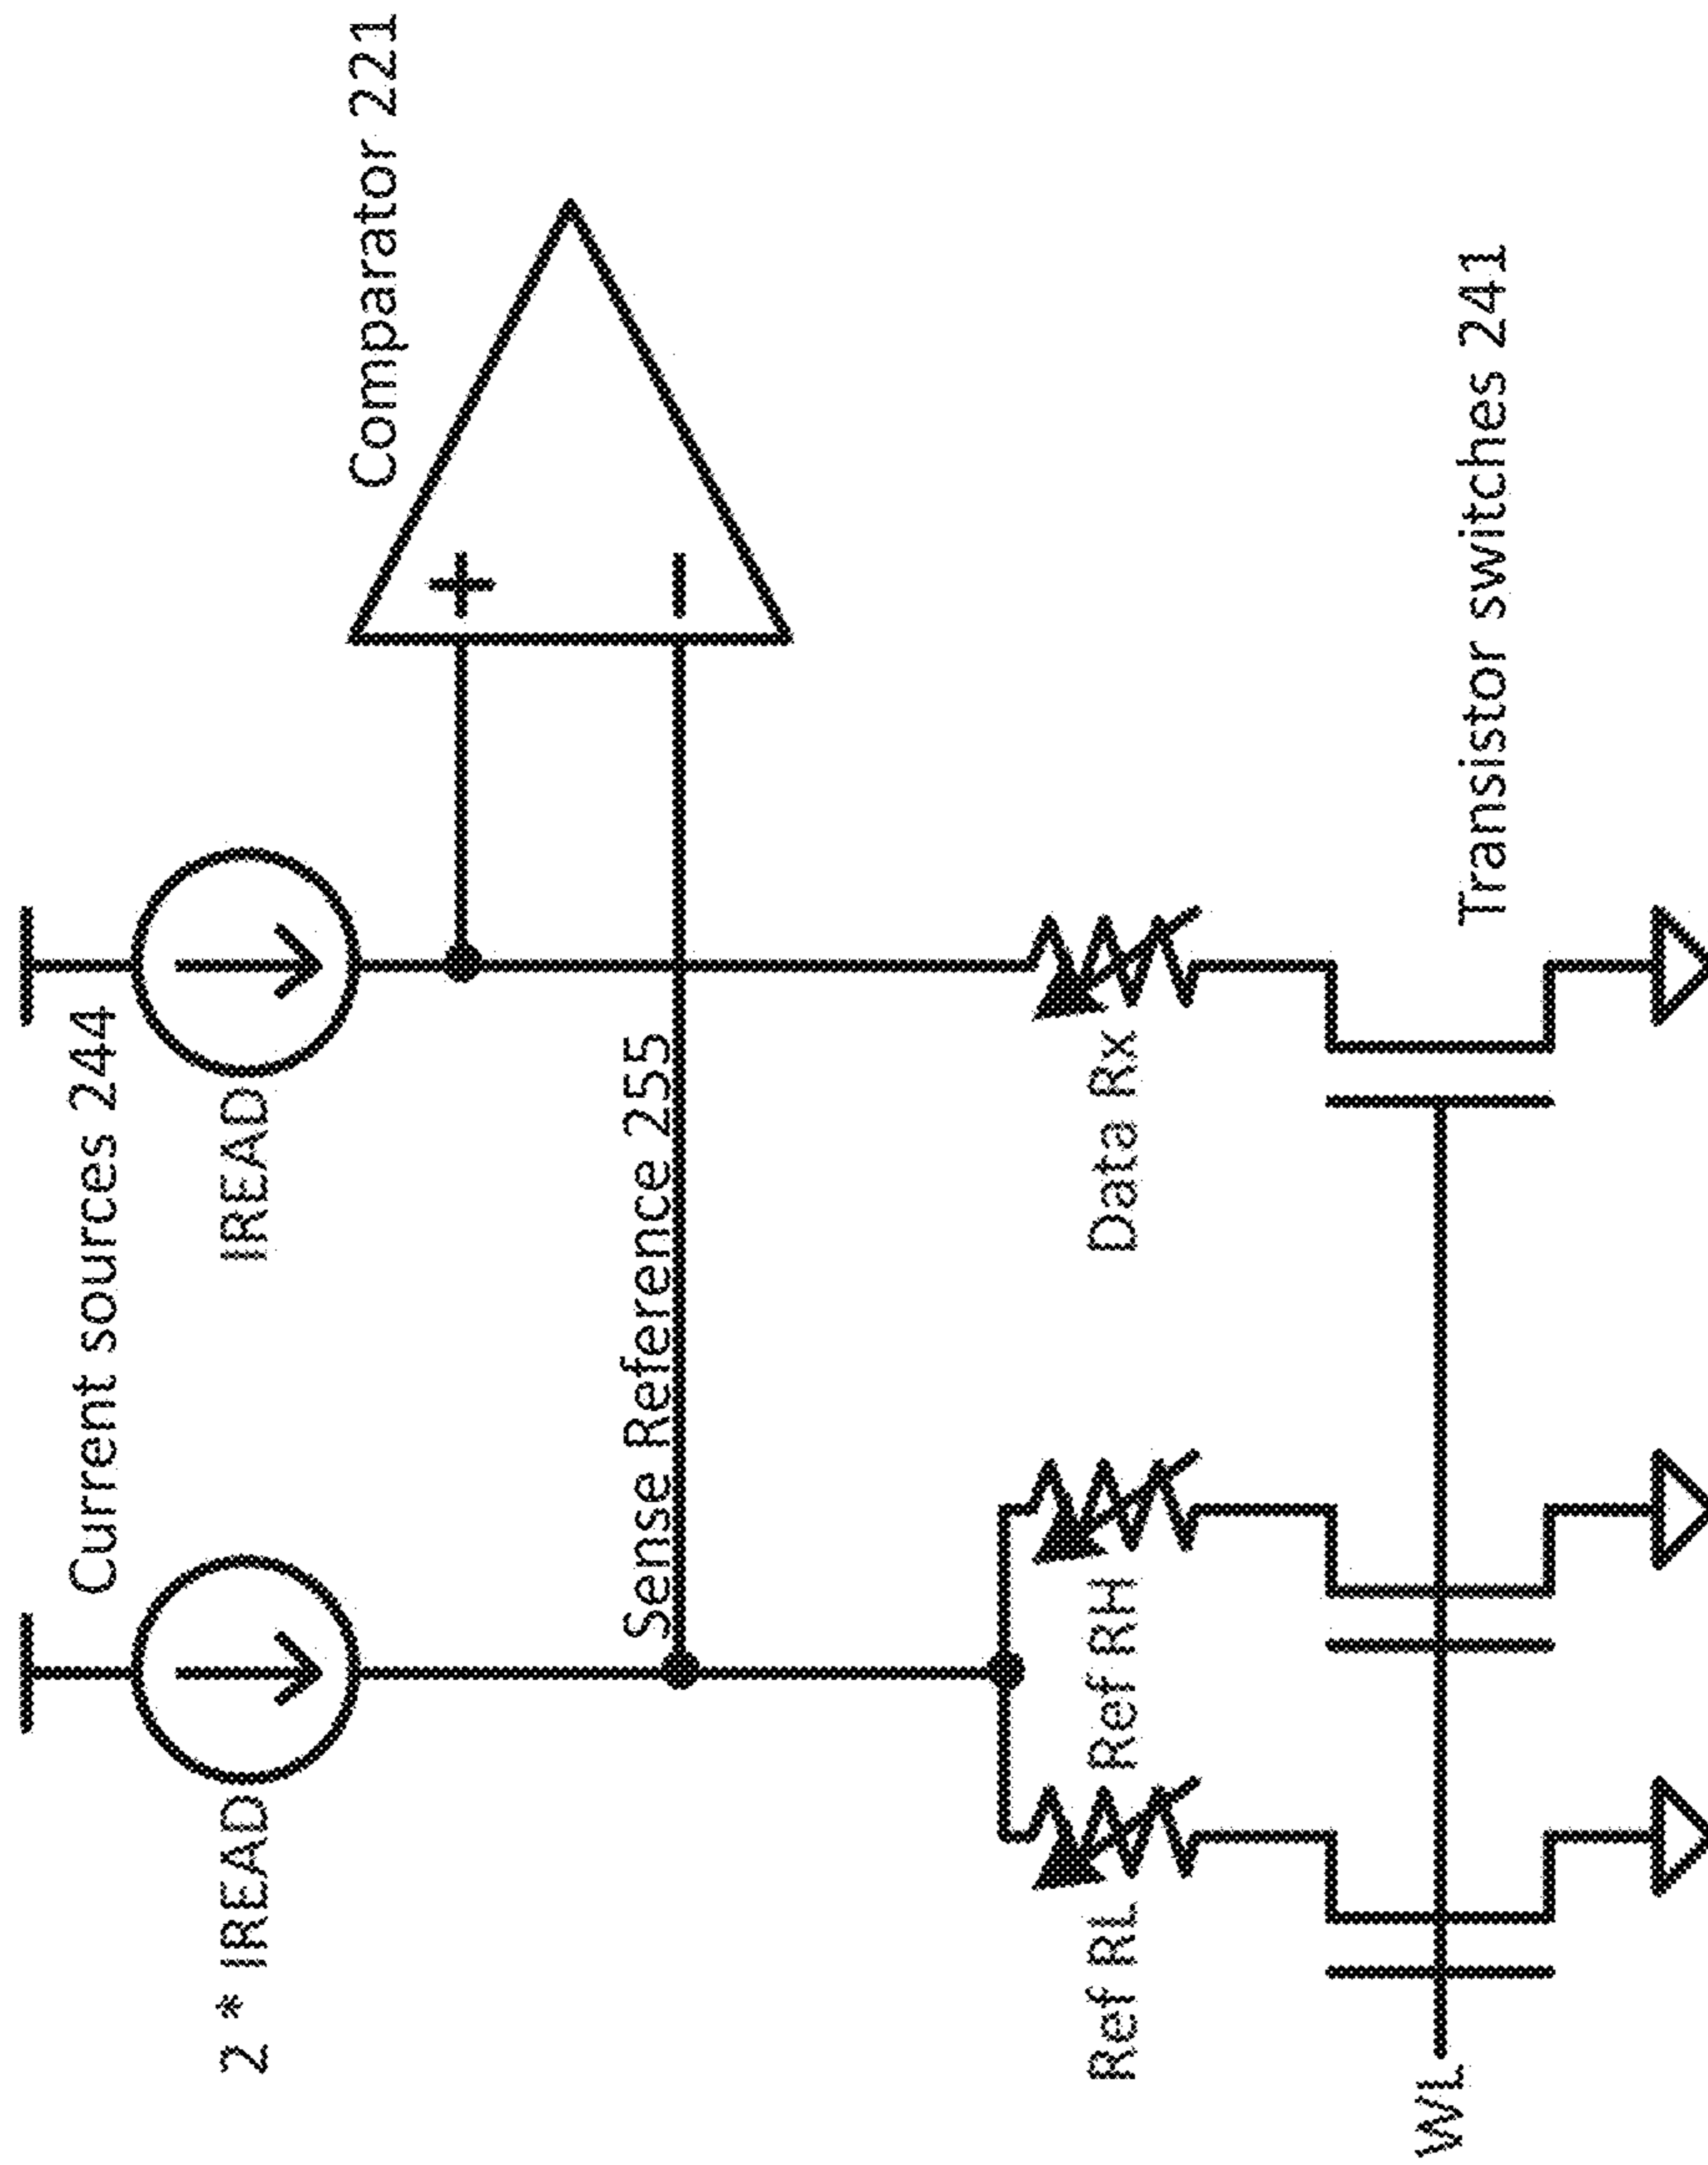 Current sources 244
2 * IREAD
IREAD
Comparator 221
+
−
Sense Reference 255
Ref RL
Ref RH
Data Rx
WL
Transistor switches 241